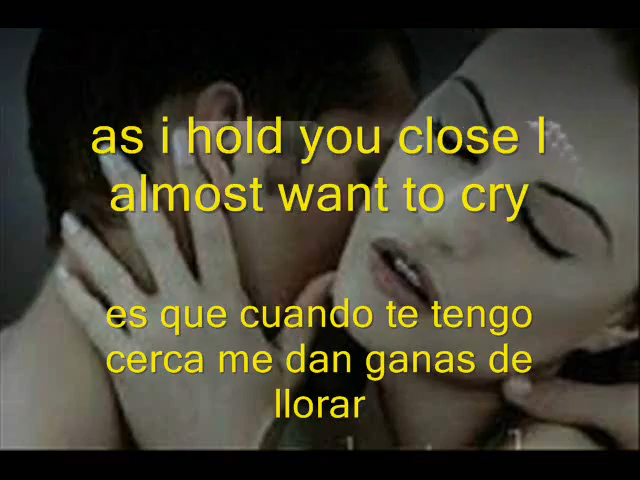 as i hold you close I
almost want to cry
es que cuando te tengo
cerca me dan ganas de
llorar